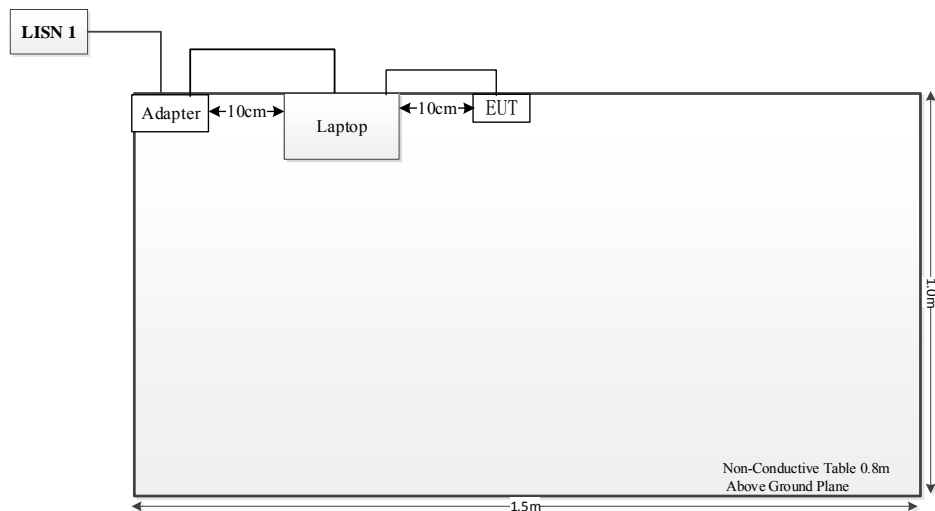 LISN 1
Adapter
10cm
Laptop
10cm
EUT
1.0m
Non-Conductive Table 0.8m
Above Ground Plane
1.5m